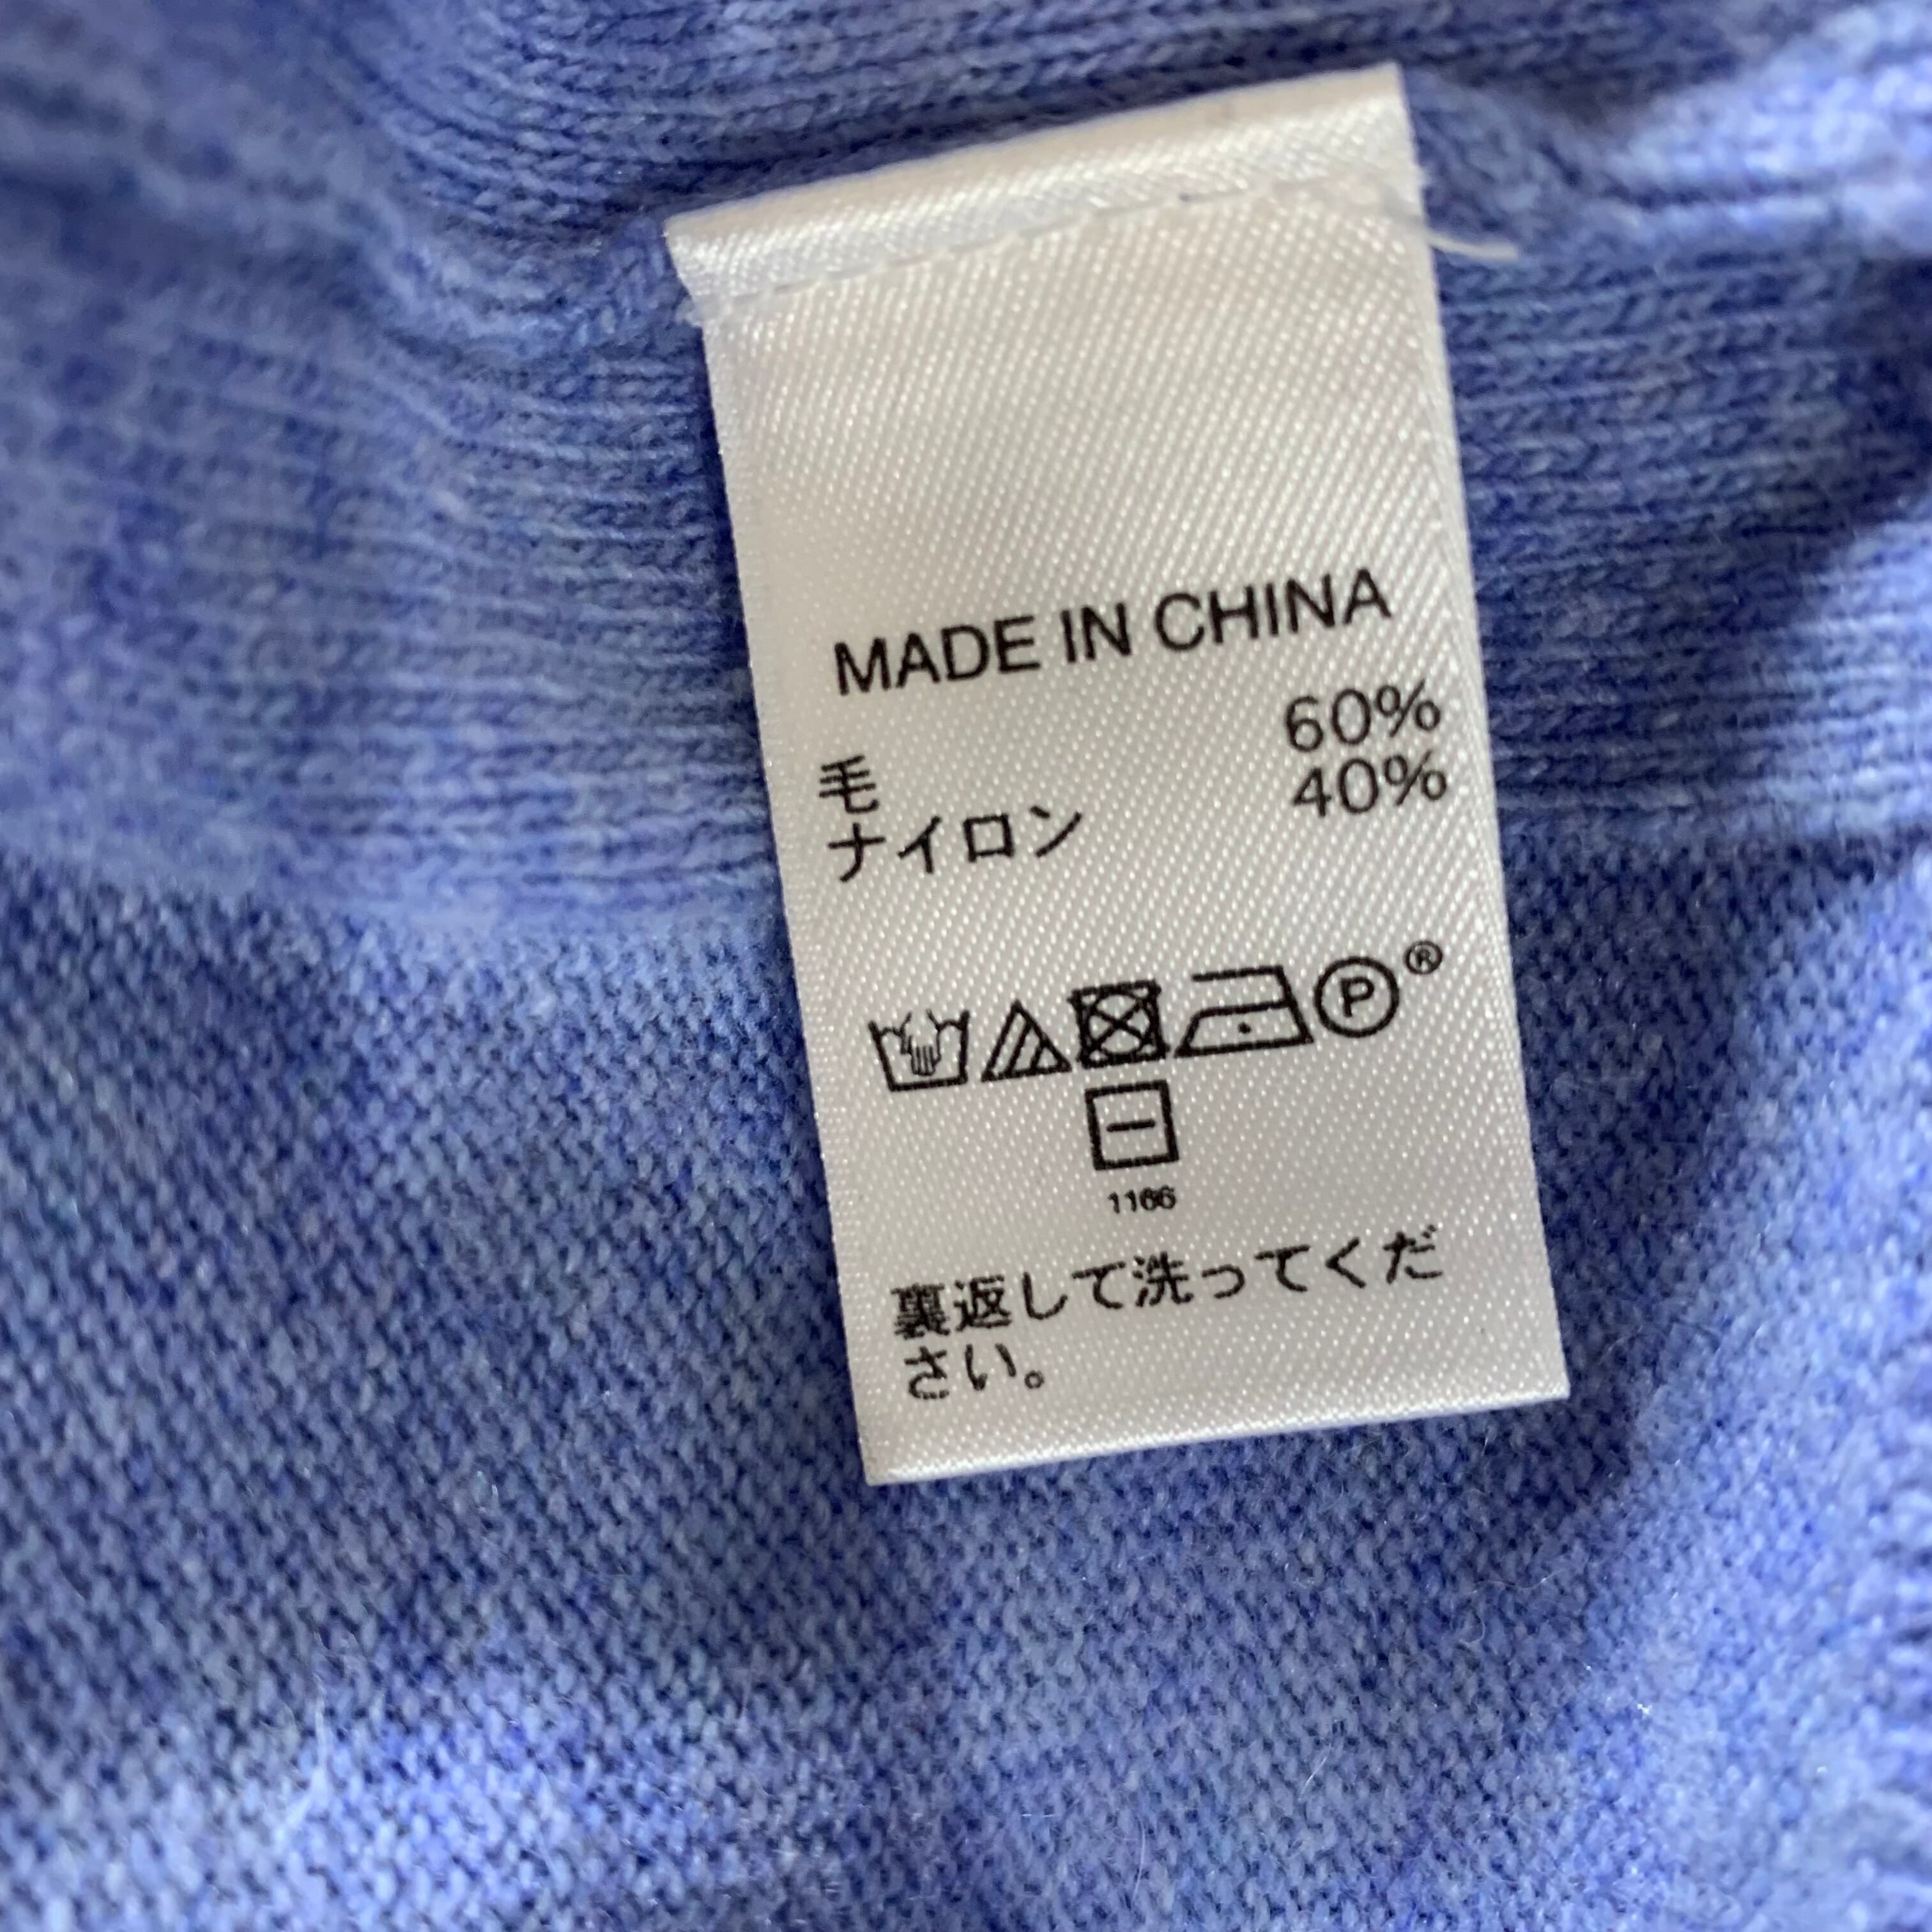 MADE IN CHINA
毛 60%
ナイロン 40%
P ®
1166
裏返して洗ってくだ
さい。